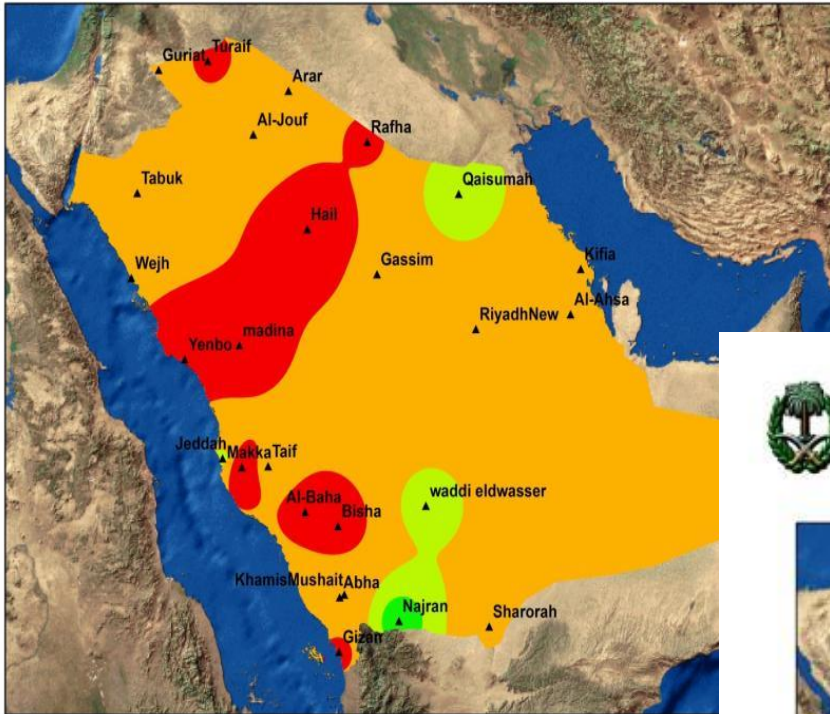 Guriat
Turaif
Arar
Al-Jouf
Rafha
Tabuk
Qaisumah
Hail
Wejh
Gassim
Kifia
Al-Ahsa
RiyadhNew
Yenbo
madina
Jeddah
Makka
Taif
Al-Baha
Bisha
waddi eldwasser
KhamisMushait
Abha
Najran
Sharorah
Gizan